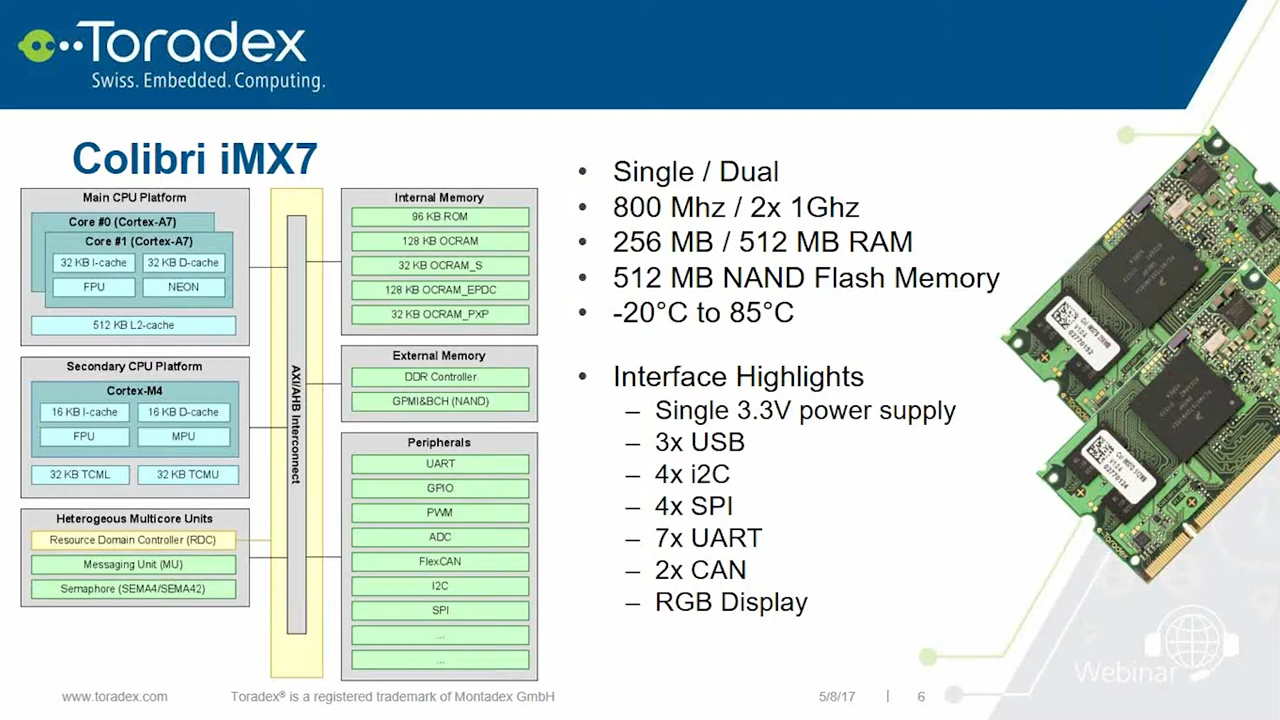 Toradex
Swiss. Embedded. Computing.
Colibri iMX7
Main CPU Platform
Core #0 (Cortex-A7)
Core #1 (Cortex-A7)
32 KB I-cache
32 KB D-cache
FPU
NEON
512 KB L2-cache
Secondary CPU Platform
Cortex-M4
16 KB I-cache
16 KB D-cache
FPU
MPU
32 KB TCML
32 KB TCMU
Heterogeous Multicore Units
Resource Domain Controller (RDC)
Messaging Unit (MU)
Semaphore (SEMA4/SEMA42)
AXI/AHB Interconnect
Internal Memory
96 KB ROM
128 KB OCRAM
32 KB OCRAM_S
128 KB OCRAM_EPDC
32 KB OCRAM_PXP
External Memory
DDR Controller
GPMI&BCH (NAND)
Peripherals
UART
GPIO
PWM
ADC
FlexCAN
I2C
SPI
...
...
• Single / Dual
• 800 Mhz / 2x 1Ghz
• 256 MB / 512 MB RAM
• 512 MB NAND Flash Memory
• -20°C to 85°C
• Interface Highlights
– Single 3.3V power supply
– 3x USB
– 4x i2C
– 4x SPI
– 7x UART
– 2x CAN
– RGB Display
Webinar
www.toradex.com
Toradex® is a registered trademark of Montadex GmbH
5/8/17 | 6